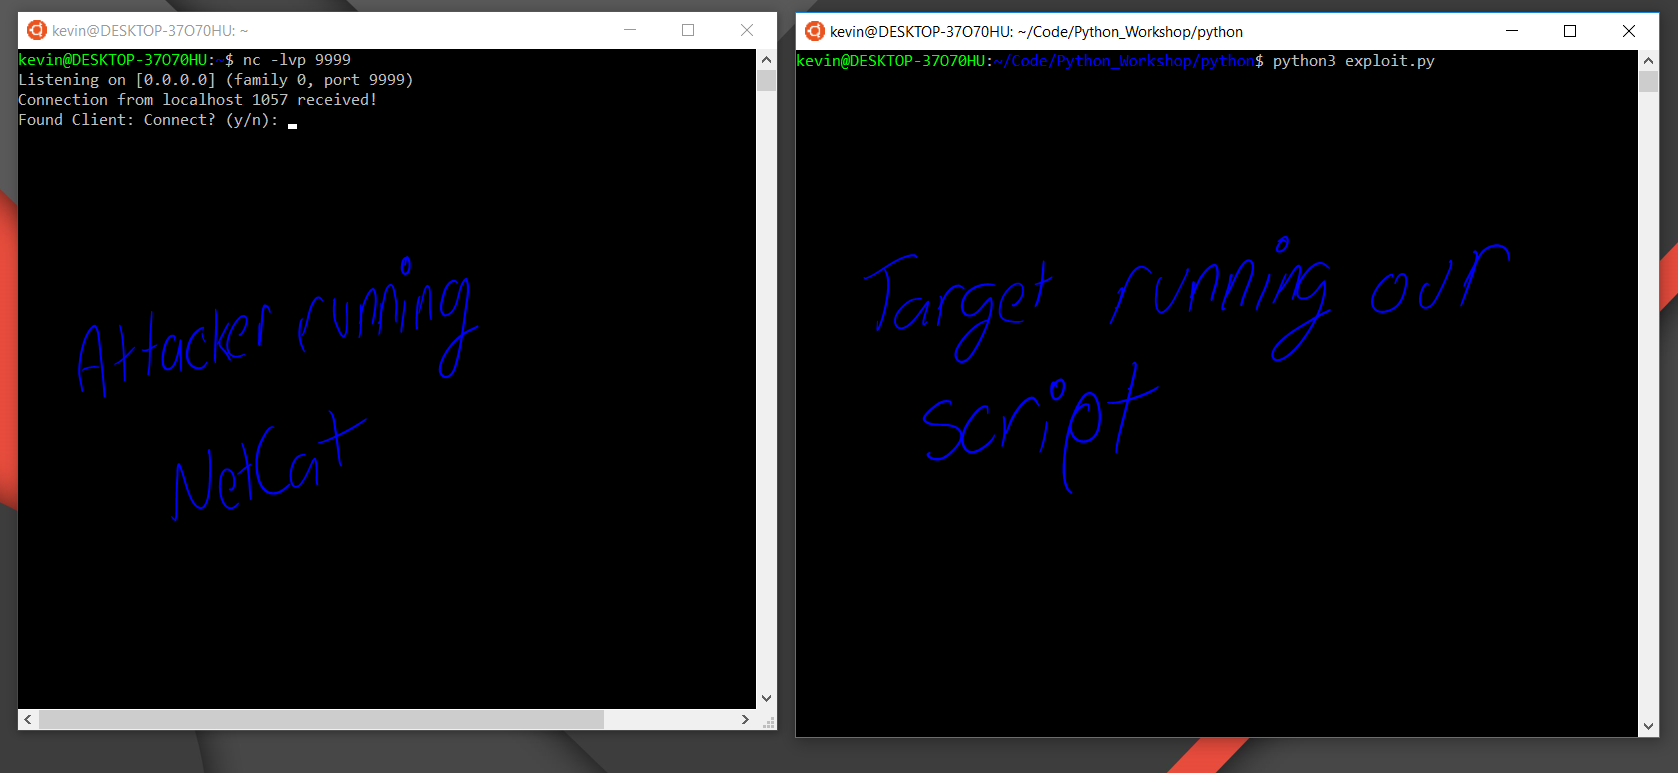 kevin@DESKTOP-37O70HU: ~
kevin@DESKTOP-37O70HU:~$ nc -lvp 9999
Listening on [0.0.0.0] (family 0, port 9999)
Connection from localhost 1057 received!
Found Client: Connect? (y/n):
Attacker running
NetCat
kevin@DESKTOP-37O70HU: ~/Code/Python_Workshop/python
kevin@DESKTOP-37O70HU:~/Code/Python_Workshop/python$ python3 exploit.py
Target running our
script